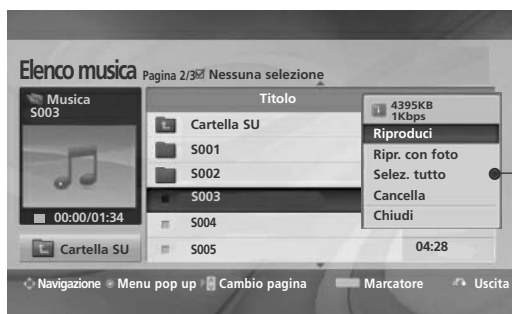 Elenco musica Pagina 2/3 Nessuna selezione
Musica
S003
00:00/01:34
Cartella SU
Titolo
Cartella SU
S001
S002
S003
S004
S005
04:28
4395KB
1Kbps
Riproduci
Ripr. con foto
Selez. tutto
Cancella
Chiudi
Navigazione Menu pop up Cambio pagina Marcatore Uscita